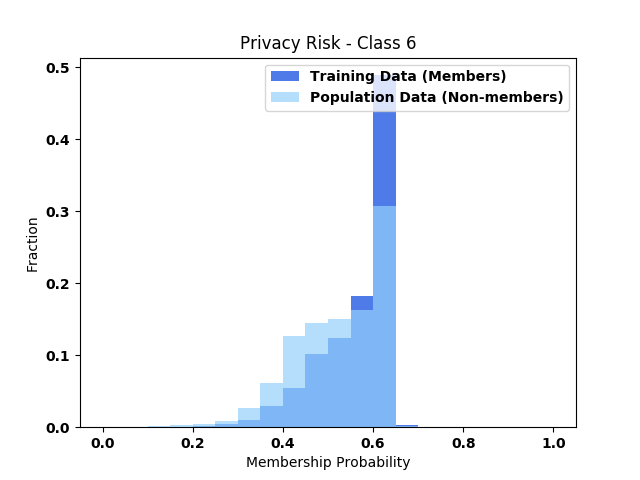 Privacy Risk - Class 6
Training Data (Members)
Population Data (Non-members)
0.5
0.4
0.3
0.2
0.1
0.0
Fraction
0.0 0.2 0.4 0.6 0.8 1.0
Membership Probability